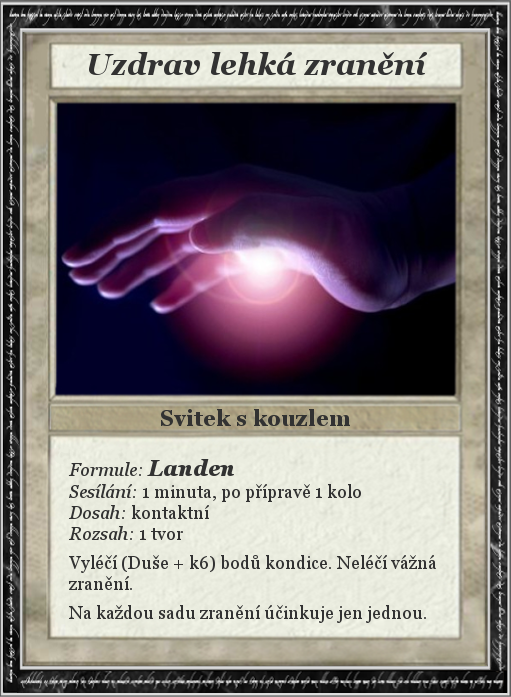 Uzdrav lehká zranění
Svitek s kouzlem
Formule: Landen
Sesílání: 1 minuta, po přípravě 1 kolo
Dosah: kontaktní
Rozsah: 1 tvor
Vyléčí (Duše + k6) bodů kondice. Neléčí vážná
zranění.
Na každou sadu zranění účinkuje jen jednou.